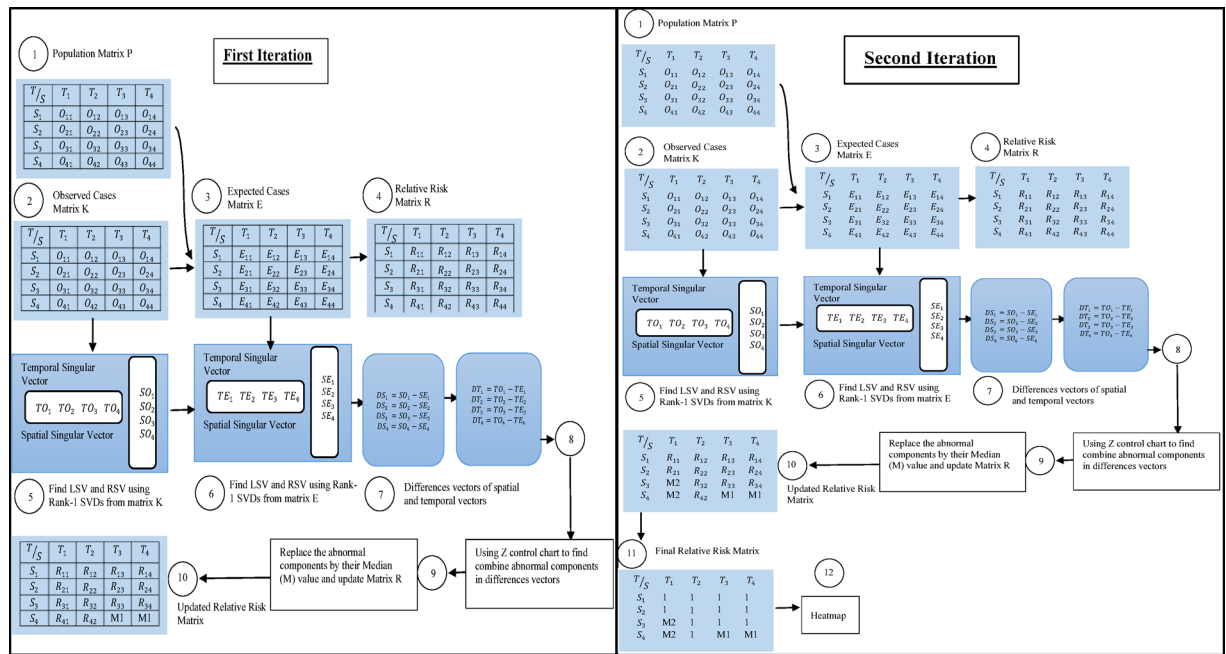 First Iteration
1 Population Matrix P
T/S T₁ T₂ T₃ T₄
S₁ O₁₁ O₁₂ O₁₃ O₁₄
S₂ O₂₁ O₂₂ O₂₃ O₂₄
S₃ O₃₁ O₃₂ O₃₃ O₃₄
S₄ O₄₁ O₄₂ O₄₃ O₄₄
2 Observed Cases
Matrix K
T/S T₁ T₂ T₃ T₄
S₁ O₁₁ O₁₂ O₁₃ O₁₄
S₂ O₂₁ O₂₂ O₂₃ O₂₄
S₃ O₃₁ O₃₂ O₃₃ O₃₄
S₄ O₄₁ O₄₂ O₄₃ O₄₄
3 Expected Cases
Matrix E
T/S T₁ T₂ T₃ T₄
S₁ E₁₁ E₁₂ E₁₃ E₁₄
S₂ E₂₁ E₂₂ E₂₃ E₂₄
S₃ E₃₁ E₃₂ E₃₃ E₃₄
S₄ E₄₁ E₄₂ E₄₃ E₄₄
4 Relative Risk
Matrix R
T/S T₁ T₂ T₃ T₄
S₁ R₁₁ R₁₂ R₁₃ R₁₄
S₂ R₂₁ R₂₂ R₂₃ R₂₄
S₃ R₃₁ R₃₂ R₃₃ R₃₄
S₄ R₄₁ R₄₂ R₄₃ R₄₄
Temporal Singular
Vector
TO₁ TO₂ TO₃ TO₄
Spatial Singular Vector
SO₁
SO₂
SO₃
SO₄
5 Find LSV and RSV using
Rank-1 SVDs from matrix K
Temporal Singular
Vector
TE₁ TE₂ TE₃ TE₄
Spatial Singular Vector
SE₁
SE₂
SE₃
SE₄
6 Find LSV and RSV using Rank-
1 SVDs from matrix E
DS₁ = SO₁ − SE₁
DS₂ = SO₂ − SE₂
DS₃ = SO₃ − SE₃
DS₄ = SO₄ − SE₄
DT₁ = TO₁ − TE₁
DT₂ = TO₂ − TE₂
DT₃ = TO₃ − TE₃
DT₄ = TO₄ − TE₄
7 Differences vectors of spatial
and temporal vectors
8
Using Z control chart to find
combine abnormal components
in differences vectors
9
Replace the abnormal
components by their Median
(M) value and update Matrix R
10
Updated Relative Risk
Matrix
T/S T₁ T₂ T₃ T₄
S₁ R₁₁ R₁₂ R₁₃ R₁₄
S₂ R₂₁ R₂₂ R₂₃ R₂₄
S₃ R₃₁ R₃₂ R₃₃ R₃₄
S₄ R₄₁ R₄₂ M1 M1
Second Iteration
1 Population Matrix P
T/S T₁ T₂ T₃ T₄
S₁ O₁₁ O₁₂ O₁₃ O₁₄
S₂ O₂₁ O₂₂ O₂₃ O₂₄
S₃ O₃₁ O₃₂ O₃₃ O₃₄
S₄ O₄₁ O₄₂ O₄₃ O₄₄
2 Observed Cases
Matrix K
T/S T₁ T₂ T₃ T₄
S₁ O₁₁ O₁₂ O₁₃ O₁₄
S₂ O₂₁ O₂₂ O₂₃ O₂₄
S₃ O₃₁ O₃₂ O₃₃ O₃₄
S₄ O₄₁ O₄₂ O₄₃ O₄₄
3 Expected Cases
Matrix E
T/S T₁ T₂ T₃ T₄
S₁ E₁₁ E₁₂ E₁₃ E₁₄
S₂ E₂₁ E₂₂ E₂₃ E₂₄
S₃ E₃₁ E₃₂ E₃₃ E₃₄
S₄ E₄₁ E₄₂ E₄₃ E₄₄
4 Relative Risk
Matrix R
T/S T₁ T₂ T₃ T₄
S₁ R₁₁ R₁₂ R₁₃ R₁₄
S₂ R₂₁ R₂₂ R₂₃ R₂₄
S₃ R₃₁ R₃₂ R₃₃ R₃₄
S₄ R₄₁ R₄₂ R₄₃ R₄₄
Temporal Singular
Vector
TO₁ TO₂ TO₃ TO₄
Spatial Singular Vector
SO₁
SO₂
SO₃
SO₄
5 Find LSV and RSV using
Rank-1 SVDs from matrix K
Temporal Singular
Vector
TE₁ TE₂ TE₃ TE₄
Spatial Singular Vector
SE₁
SE₂
SE₃
SE₄
6 Find LSV and RSV using
Rank-1 SVDs from matrix E
DS₁ = SO₁ − SE₁
DS₂ = SO₂ − SE₂
DS₃ = SO₃ − SE₃
DS₄ = SO₄ − SE₄
DT₁ = TO₁ − TE₁
DT₂ = TO₂ − TE₂
DT₃ = TO₃ − TE₃
DT₄ = TO₄ − TE₄
7 Differences vectors of spatial
and temporal vectors
8
Using Z control chart to find
combine abnormal components in
differences vectors
9
Replace the abnormal
components by their Median
(M) value and update Matrix R
10
Updated Relative Risk
Matrix
T/S T₁ T₂ T₃ T₄
S₁ R₁₁ R₁₂ R₁₃ R₁₄
S₂ R₂₁ R₂₂ R₂₃ R₂₄
S₃ M2 R₃₂ R₃₃ R₃₄
S₄ M2 R₄₂ M1 M1
11 Final Relative Risk Matrix
T/S T₁ T₂ T₃ T₄
S₁ 1 1 1 1
S₂ 1 1 1 1
S₃ M2 1 1 1
S₄ M2 1 M1 M1
12
Heatmap